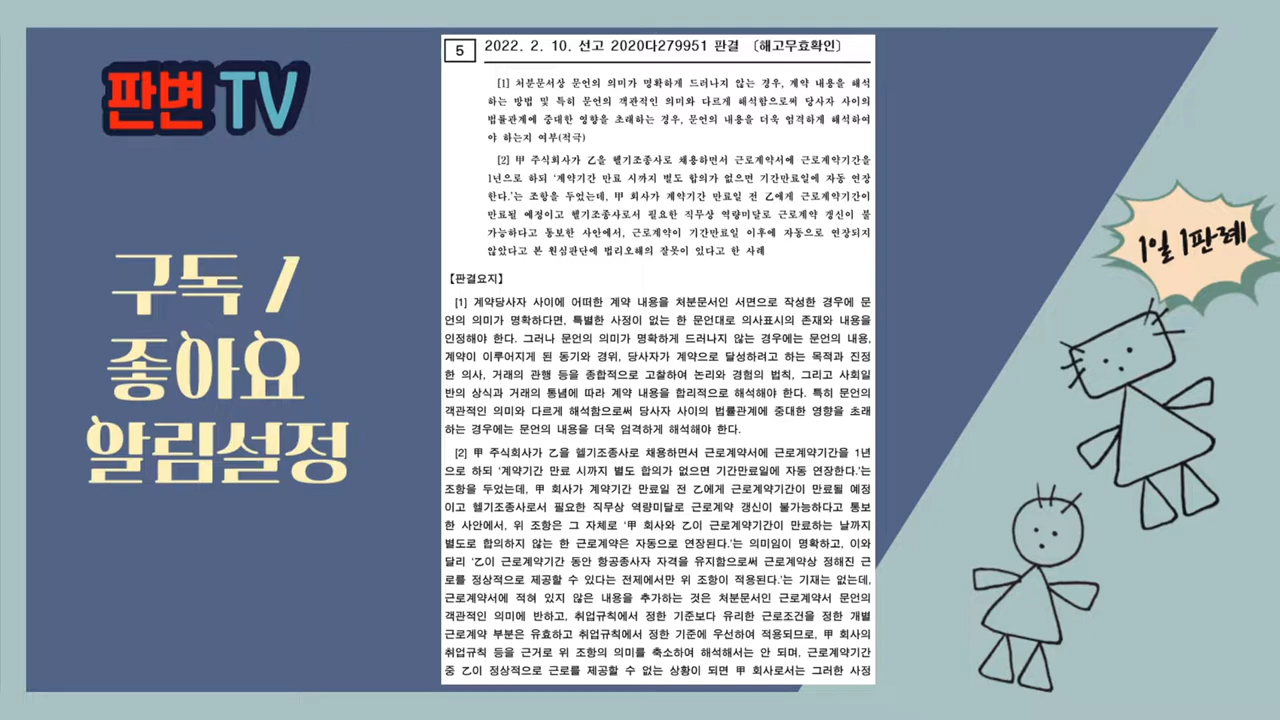 판변 TV
구독 /
좋아요
알림설정
5 2022. 2. 10. 선고 2020다279951 판결 〔해고무효확인〕
[1] 처분문서상 문언의 의미가 명확하게 드러나지 않는 경우, 계약 내용을 해석
하는 방법 및 특히 문언의 객관적인 의미와 다르게 해석함으로써 당사자 사이의
법률관계에 중대한 영향을 초래하는 경우, 문언의 내용을 더욱 엄격하게 해석하여
야 하는지 여부(적극)
[2] 甲 주식회사가 乙을 헬기조종사로 채용하면서 근로계약서에 근로계약기간을
1년으로 하되 ‘계약기간 만료 시까지 별도 합의가 없으면 기간만료일에 자동 연장
한다.’는 조항을 두었는데, 甲 회사가 계약기간 만료일 전 乙에게 근로계약기간이
만료될 예정이고 헬기조종사로서 필요한 직무상 역량미달로 근로계약 갱신이 불
가능하다고 통보한 사안에서, 근로계약이 기간만료일 이후에 자동으로 연장되지
않았다고 본 원심판단에 법리오해의 잘못이 있다고 한 사례
【판결요지】
[1] 계약당사자 사이에 어떠한 계약 내용을 처분문서인 서면으로 작성한 경우에 문
언의 의미가 명확하다면, 특별한 사정이 없는 한 문언대로 의사표시의 존재와 내용을
인정해야 한다. 그러나 문언의 의미가 명확하게 드러나지 않는 경우에는 문언의 내용,
계약이 이루어지게 된 동기와 경위, 당사자가 계약으로 달성하려고 하는 목적과 진정
한 의사, 거래의 관행 등을 종합적으로 고찰하여 논리와 경험의 법칙, 그리고 사회일
반의 상식과 거래의 통념에 따라 계약 내용을 합리적으로 해석해야 한다. 특히 문언의
객관적인 의미와 다르게 해석함으로써 당사자 사이의 법률관계에 중대한 영향을 초래
하는 경우에는 문언의 내용을 더욱 엄격하게 해석해야 한다.
[2] 甲 주식회사가 乙을 헬기조종사로 채용하면서 근로계약서에 근로계약기간을 1년
으로 하되 ‘계약기간 만료 시까지 별도 합의가 없으면 기간만료일에 자동 연장한다.’는
조항을 두었는데, 甲 회사가 계약기간 만료일 전 乙에게 근로계약기간이 만료될 예정
이고 헬기조종사로서 필요한 직무상 역량미달로 근로계약 갱신이 불가능하다고 통보
한 사안에서, 위 조항은 그 자체로 ‘甲 회사와 乙이 근로계약기간이 만료하는 날까지
별도로 합의하지 않는 한 근로계약은 자동으로 연장된다.’는 의미임이 명확하고, 이와
달리 ‘乙이 근로계약기간 동안 항공종사자 자격을 유지함으로써 근로계약상 정해진 근
로를 정상적으로 제공할 수 있다는 전제에서만 위 조항이 적용된다.’는 기재는 없는데,
근로계약서에 적혀 있지 않은 내용을 추가하는 것은 처분문서인 근로계약서 문언의
객관적인 의미에 반하고, 취업규칙에서 정한 기준보다 유리한 근로조건을 정한 개별
근로계약 부분은 유효하고 취업규칙에서 정한 기준에 우선하여 적용되므로, 甲 회사의
취업규칙 등을 근거로 위 조항의 의미를 축소하여 해석해서는 안 되며, 근로계약기간
중 乙이 정상적으로 근로를 제공할 수 없는 상황이 되면 甲 회사로서는 그러한 사정
1일 1판례